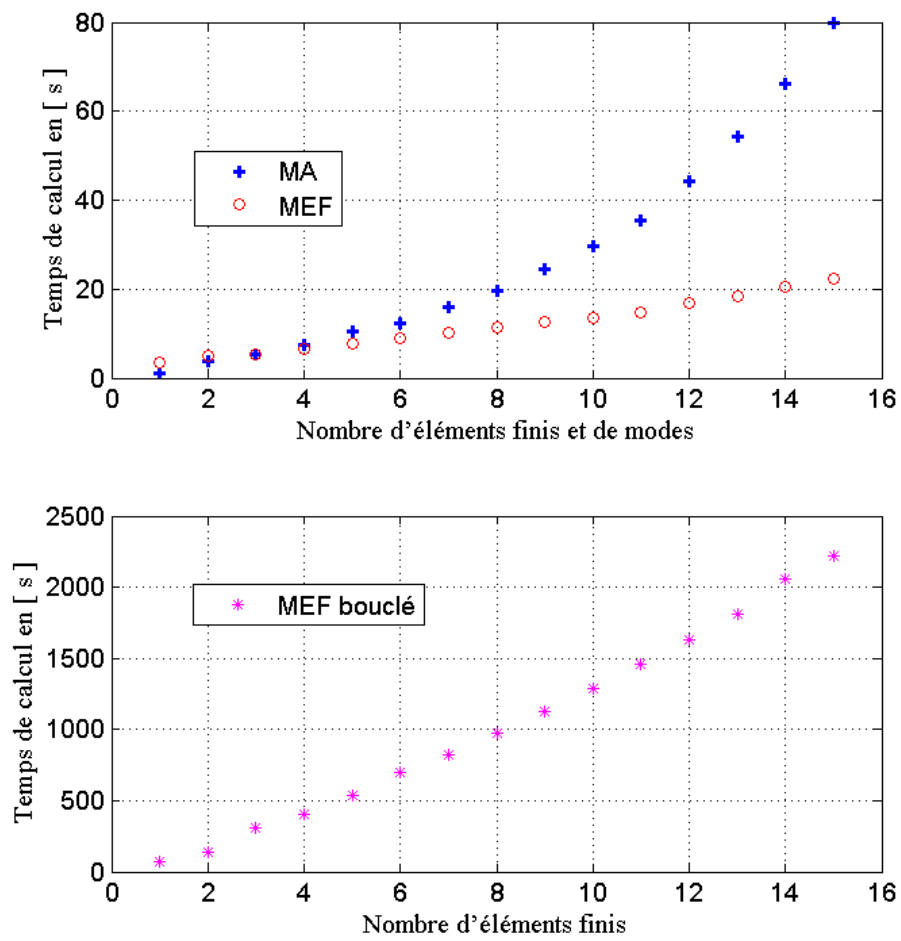 80
60
40
20
0
Temps de calcul en [ s ]
MA
MEF
0 2 4 6 8 10 12 14 16
Nombre d’éléments finis et de modes
2500
2000
1500
1000
500
0
Temps de calcul en [ s ]
MEF bouclé
0 2 4 6 8 10 12 14 16
Nombre d’éléments finis